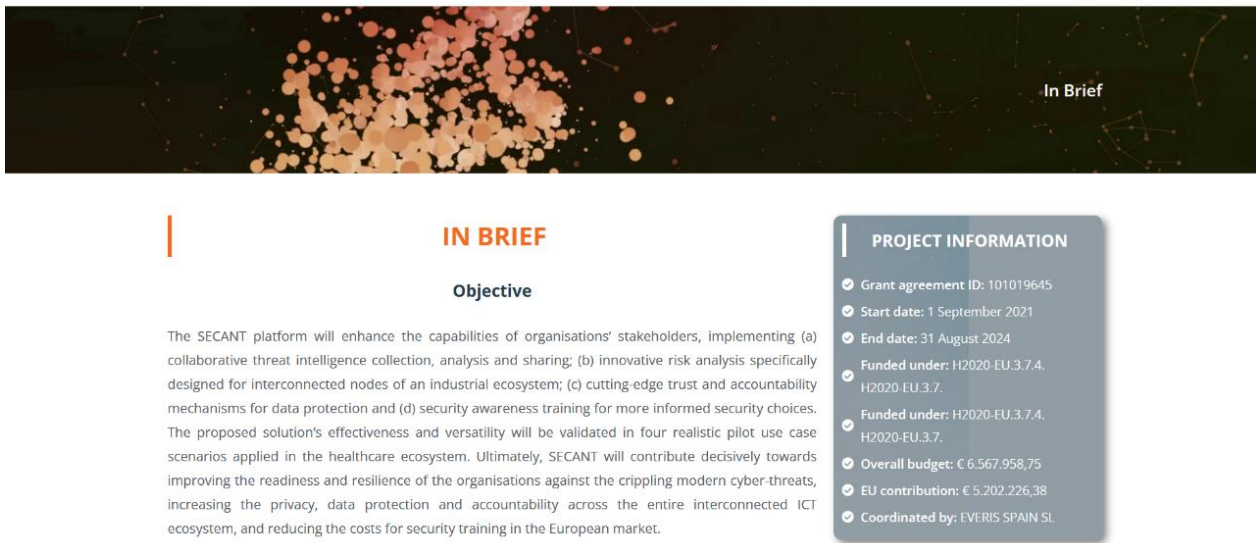 In Brief
IN BRIEF
Objective
The SECANT platform will enhance the capabilities of organisations' stakeholders, implementing (a)
collaborative threat intelligence collection, analysis and sharing; (b) innovative risk analysis specifically
designed for interconnected nodes of an industrial ecosystem; (c) cutting-edge trust and accountability
mechanisms for data protection and (d) security awareness training for more informed security choices.
The proposed solution's effectiveness and versatility will be validated in four realistic pilot use case
scenarios applied in the healthcare ecosystem. Ultimately, SECANT will contribute decisively towards
improving the readiness and resilience of the organisations against the crippling modern cyber-threats,
increasing the privacy, data protection and accountability across the entire interconnected ICT
ecosystem, and reducing the costs for security training in the European market.
PROJECT INFORMATION
Grant agreement ID: 101019645
Start date: 1 September 2021
End date: 31 August 2024
Funded under: H2020-EU.3.7.4.
H2020-EU.3.7.
Funded under: H2020-EU.3.7.4.
H2020-EU.3.7.
Overall budget: € 6.567.958,75
EU contribution: € 5.202.226,38
Coordinated by: EVERIS SPAIN SL